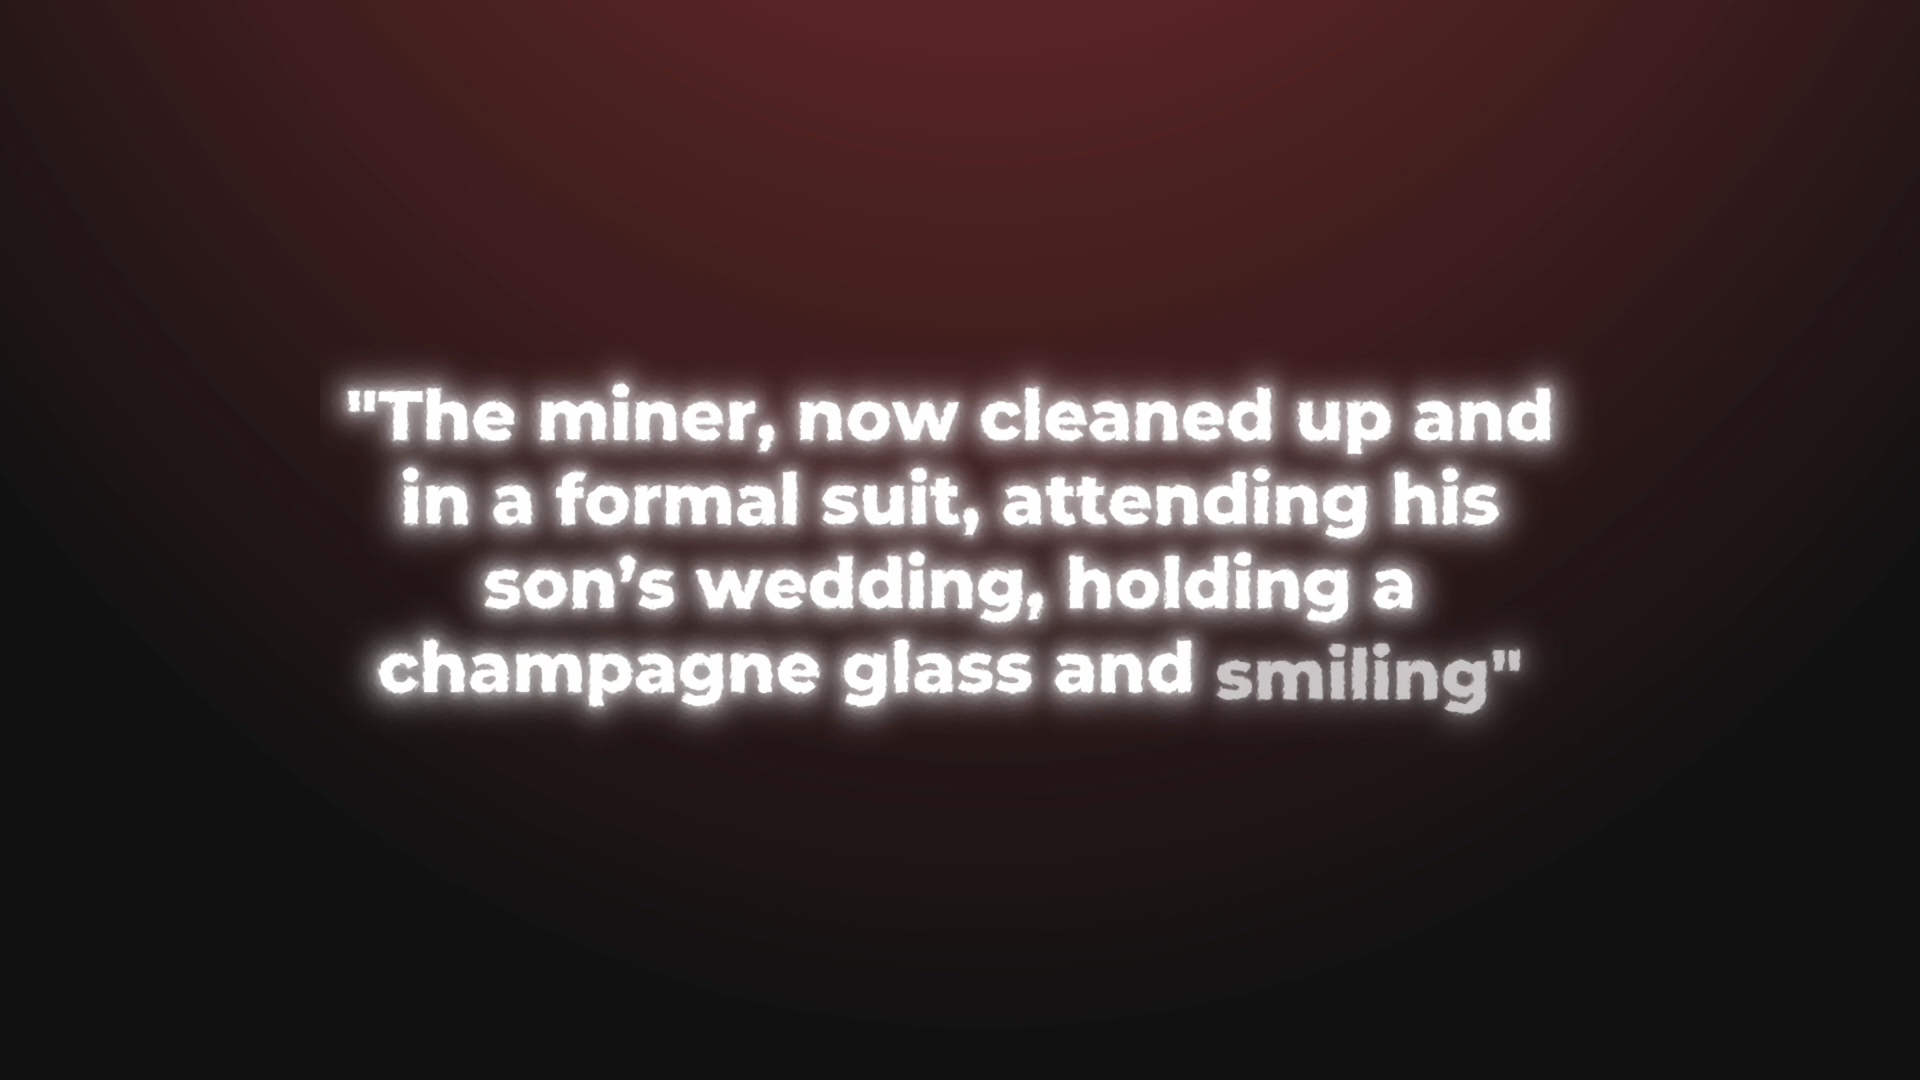 "The miner, now cleaned up and
in a formal suit, attending his
son’s wedding, holding a
champagne glass and smiling"